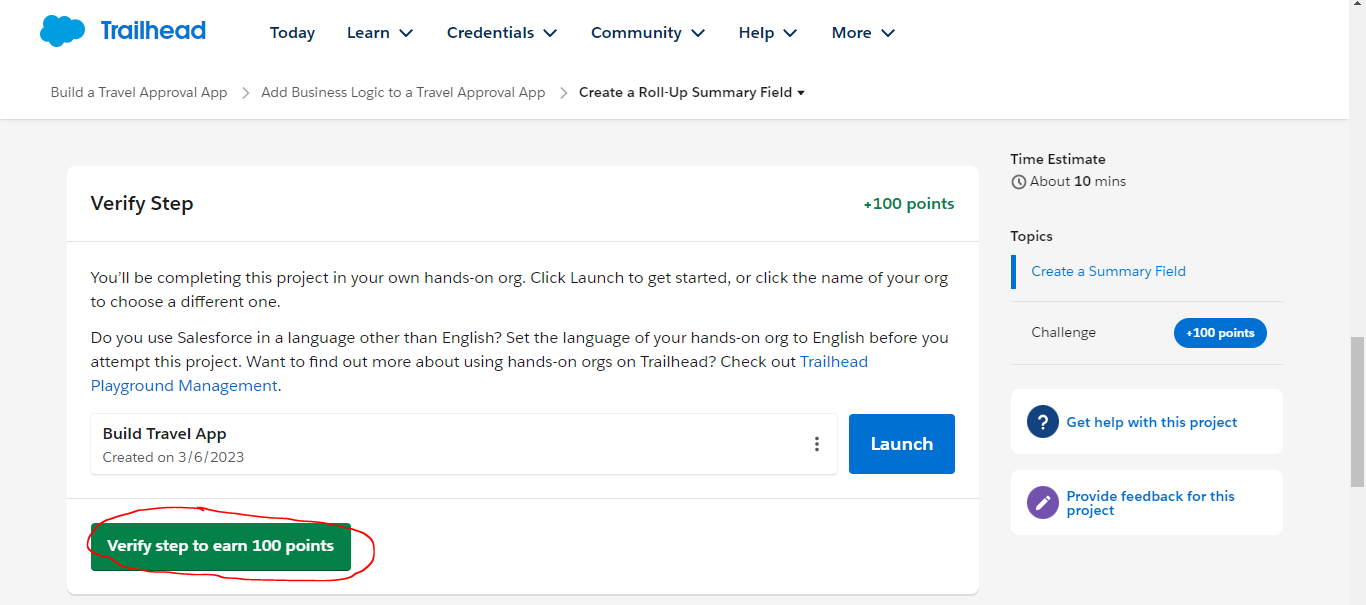 Trailhead
Today Learn Credentials Community Help More
Build a Travel Approval App Add Business Logic to a Travel Approval App Create a Roll-Up Summary Field
Verify Step
+100 points
You’ll be completing this project in your own hands-on org. Click Launch to get started, or click the name of your org
to choose a different one.
Do you use Salesforce in a language other than English? Set the language of your hands-on org to English before you
attempt this project. Want to find out more about using hands-on orgs on Trailhead? Check out Trailhead
Playground Management.
Build Travel App
Created on 3/6/2023
Launch
Verify step to earn 100 points
Time Estimate
About 10 mins
Topics
Create a Summary Field
Challenge
+100 points
?
Get help with this project
Provide feedback for this
project